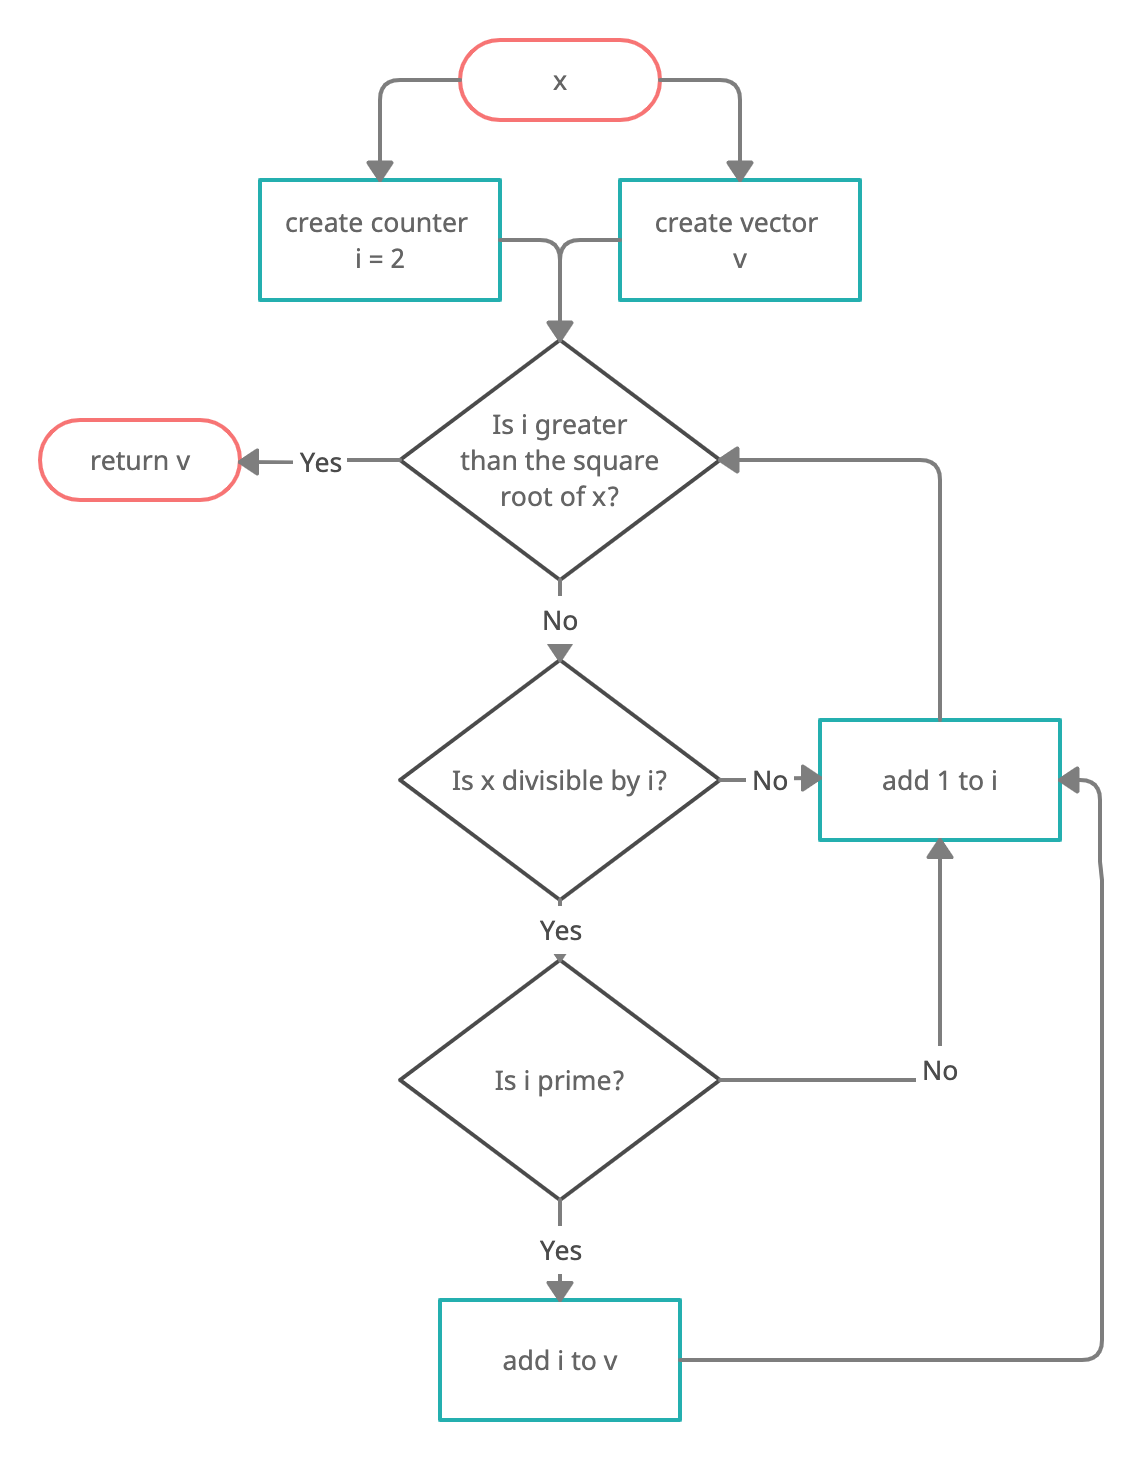 x
create counter
i = 2
create vector
v
Is i greater
than the square
root of x?
Yes
return v
No
Is x divisible by i?
No
add 1 to i
Yes
Is i prime?
No
Yes
add i to v